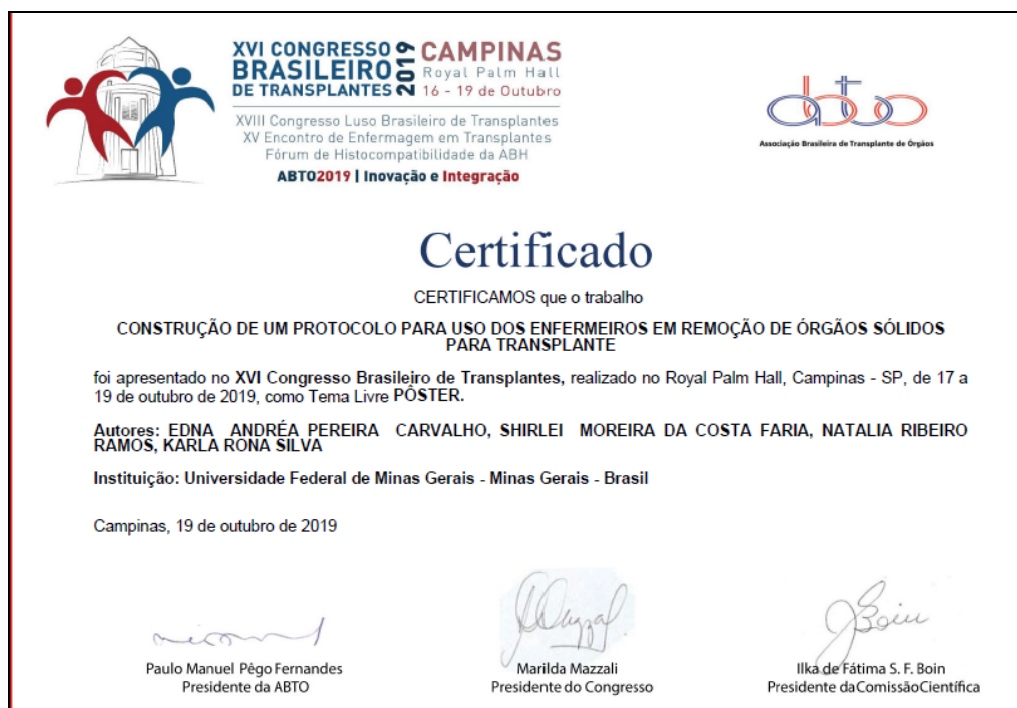 XVI CONGRESSO
BRASILEIRO
DE TRANSPLANTES
2019
CAMPINAS
Royal Palm Hall
16 - 19 de Outubro
XVIII Congresso Luso Brasileiro de Transplantes
XV Encontro de Enfermagem em Transplantes
Fórum de Histocompatibilidade da ABH
ABTO2019 | Inovação e Integração
abto
Associação Brasileira de Transplante de Órgãos
Certificado
CERTIFICAMOS que o trabalho
CONSTRUÇÃO DE UM PROTOCOLO PARA USO DOS ENFERMEIROS EM REMOÇÃO DE ÓRGÃOS SÓLIDOS
PARA TRANSPLANTE
foi apresentado no XVI Congresso Brasileiro de Transplantes, realizado no Royal Palm Hall, Campinas - SP, de 17 a
19 de outubro de 2019, como Tema Livre PÔSTER.
Autores: EDNA ANDRÉA PEREIRA CARVALHO, SHIRLEI MOREIRA DA COSTA FARIA, NATALIA RIBEIRO
RAMOS, KARLA RONA SILVA
Instituição: Universidade Federal de Minas Gerais - Minas Gerais - Brasil
Campinas, 19 de outubro de 2019
Paulo Manuel Pêgo Fernandes
Presidente da ABTO
Marilda Mazzali
Presidente do Congresso
Ilka de Fátima S. F. Boin
Presidente da Comissão Científica